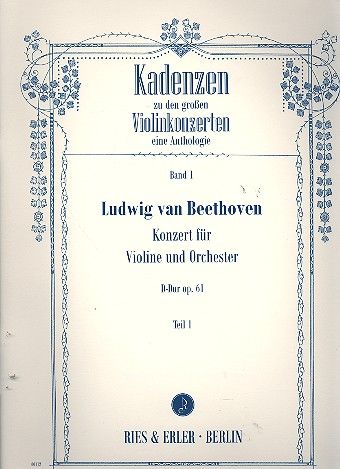 Kadenzen
zu den großen
Violinkonzerten
eine Anthologie
Band 1
Ludwig van Beethoven
Konzert für
Violine und Orchester
D-Dur op. 61
Teil 1
RIES & ERLER · BERLIN